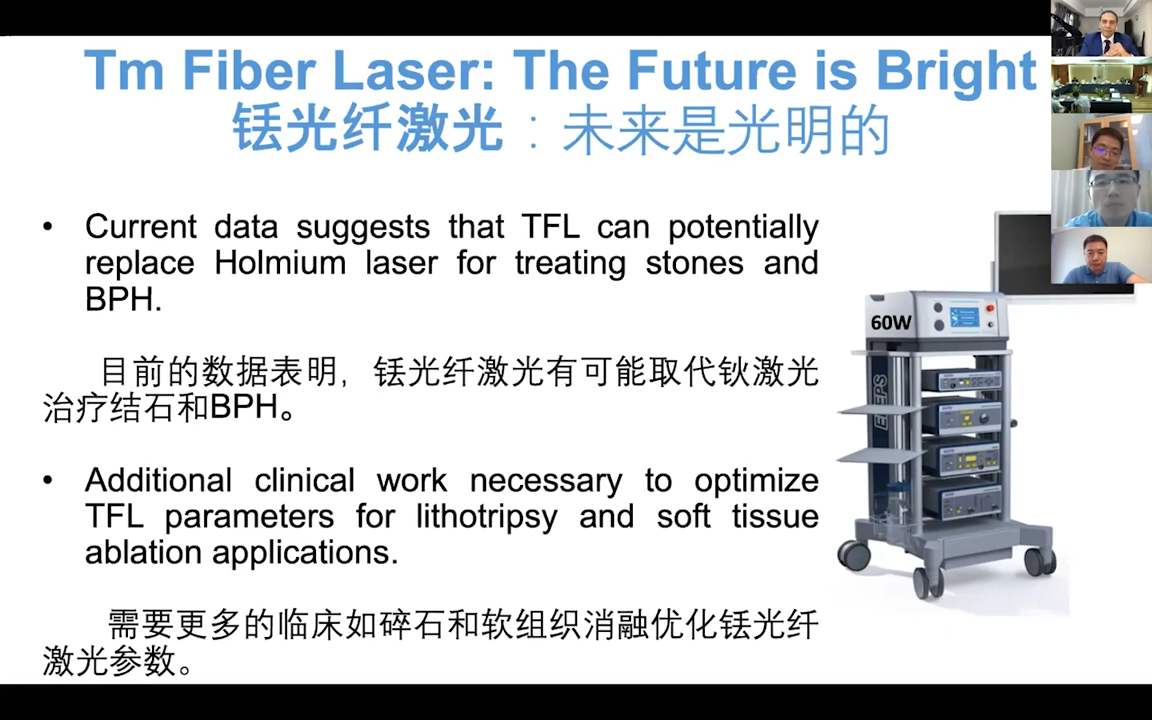 Tm Fiber Laser: The Future is Bright
铥光纤激光：未来是光明的
• Current data suggests that TFL can potentially
replace Holmium laser for treating stones and
BPH.
目前的数据表明，铥光纤激光有可能取代钬激光
治疗结石和BPH。
• Additional clinical work necessary to optimize
TFL parameters for lithotripsy and soft tissue
ablation applications.
需要更多的临床如碎石和软组织消融优化铥光纤
激光参数。
60W